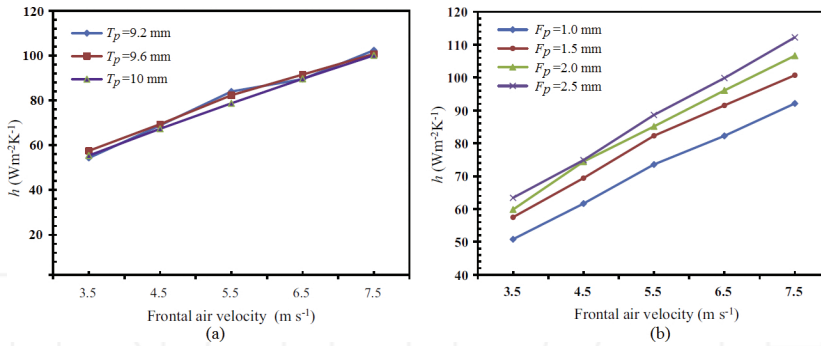 120
100
80
60
40
20
h (Wm-2K-1)
Tp=9.2 mm
Tp=9.6 mm
Tp=10 mm
3.5 4.5 5.5 6.5 7.5
Frontal air velocity (m s-1)
(a)
120
110
100
90
80
70
60
50
40
h (Wm-2K-1)
Fp=1.0 mm
Fp=1.5 mm
Fp=2.0 mm
Fp=2.5 mm
3.5 4.5 5.5 6.5 7.5
Frontal air velocity (m s-1)
(b)